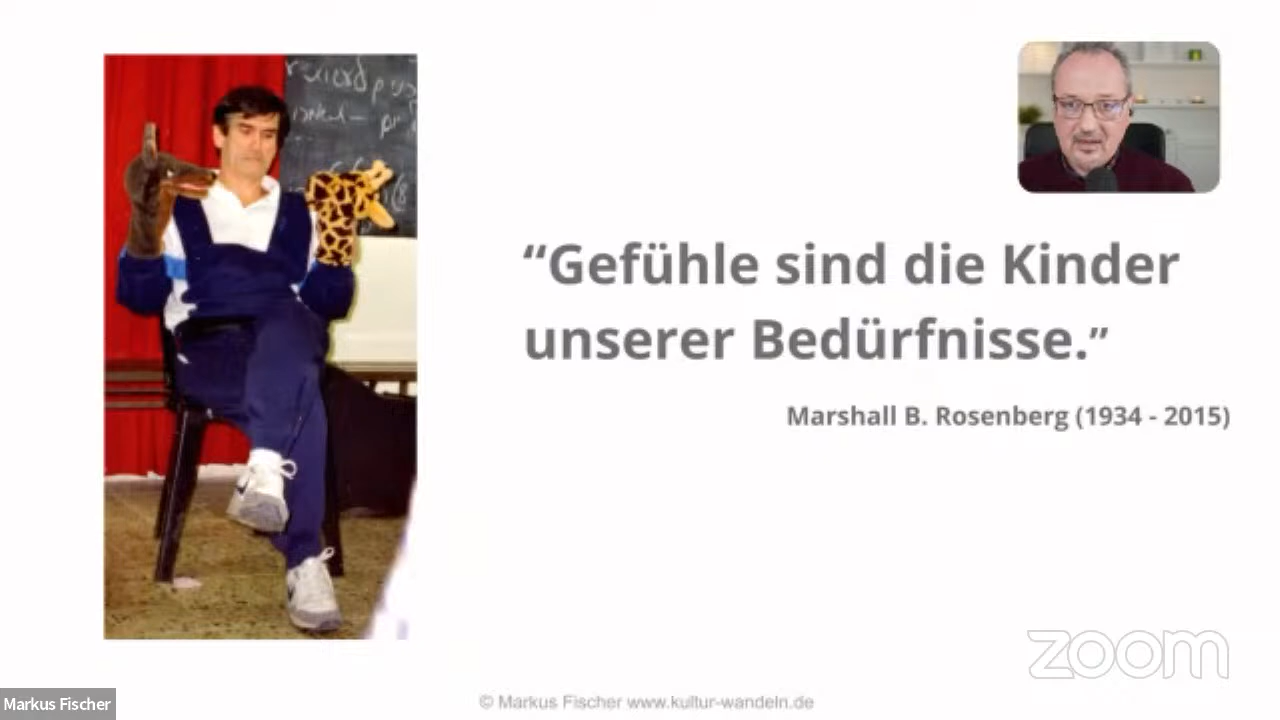 “Gefühle sind die Kinder
unserer Bedürfnisse.”
Marshall B. Rosenberg (1934 - 2015)
zoom
Markus Fischer
© Markus Fischer www.kultur-wandeln.de